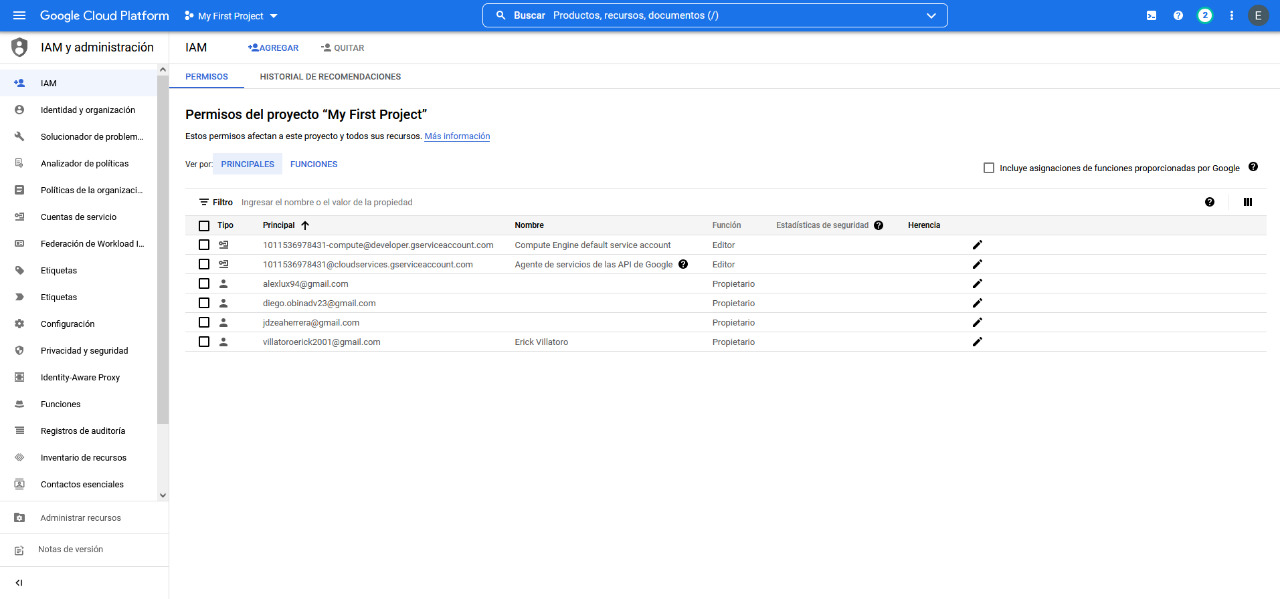 Google Cloud Platform
My First Project
Buscar Productos, recursos, documentos (/)
2
E
IAM y administración
IAM
AGREGAR
QUITAR
PERMISOS
HISTORIAL DE RECOMENDACIONES
IAM
Identidad y organización
Solucionador de problem...
Analizador de políticas
Políticas de la organizaci...
Cuentas de servicio
Federación de Workload I...
Etiquetas
Etiquetas
Configuración
Privacidad y seguridad
Identity-Aware Proxy
Funciones
Registros de auditoría
Inventario de recursos
Contactos esenciales
Administrar recursos
Notas de versión
Permisos del proyecto “My First Project”
Estos permisos afectan a este proyecto y todos sus recursos. Más información
Ver por: PRINCIPALES FUNCIONES
Incluye asignaciones de funciones proporcionadas por Google
Filtro Ingresar el nombre o el valor de la propiedad
Tipo Principal Nombre Función Estadísticas de seguridad Herencia
1011536978431-compute@developer.gserviceaccount.com Compute Engine default service account Editor
1011536978431@cloudservices.gserviceaccount.com Agente de servicios de las API de Google Editor
alexlux94@gmail.com Propietario
diego.obinadv23@gmail.com Propietario
jdzeaherrera@gmail.com Propietario
villatoroerick2001@gmail.com Erick Villatoro Propietario